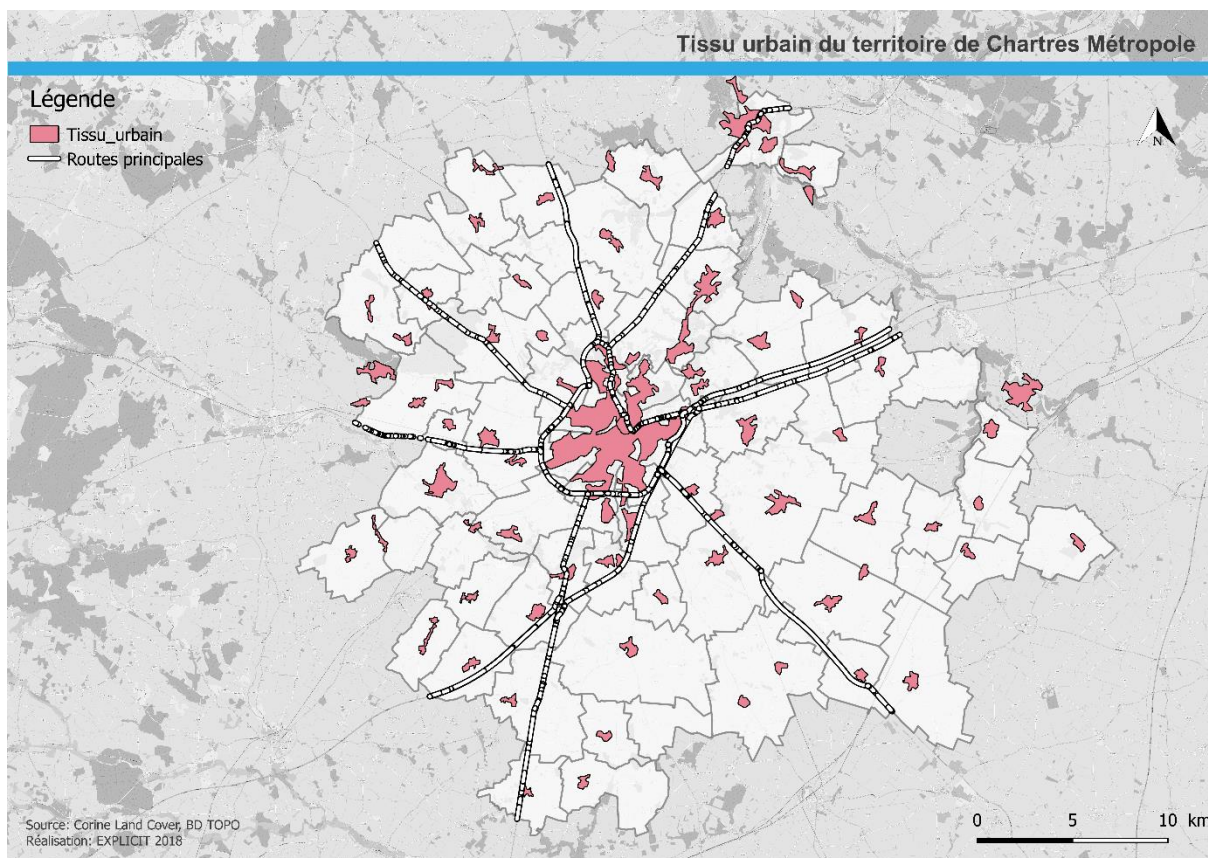 Tissu urbain du territoire de Chartres Métropole
Légende
Tissu_urbain
Routes principales
N
Source: Corine Land Cover, BD TOPO
Réalisation: EXPLICIT 2018
0 5 10 km